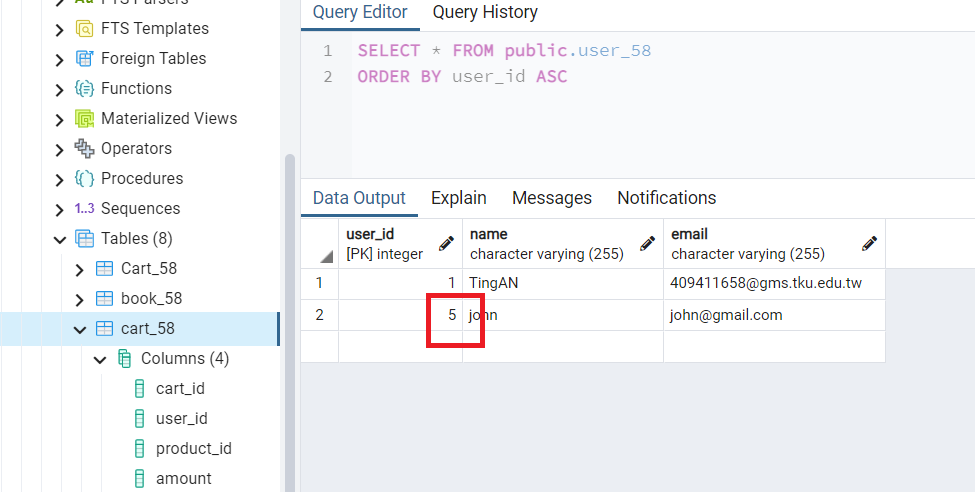 FTS Parsers
FTS Templates
Foreign Tables
Functions
Materialized Views
Operators
Procedures
1..3 Sequences
Tables (8)
Cart_58
book_58
cart_58
Columns (4)
cart_id
user_id
product_id
amount
Query Editor Query History
1 SELECT * FROM public.user_58
2 ORDER BY user_id ASC
Data Output Explain Messages Notifications
user_id name email
[PK] integer character varying (255) character varying (255)
1 1 TingAN 409411658@gms.tku.edu.tw
2 5 john john@gmail.com